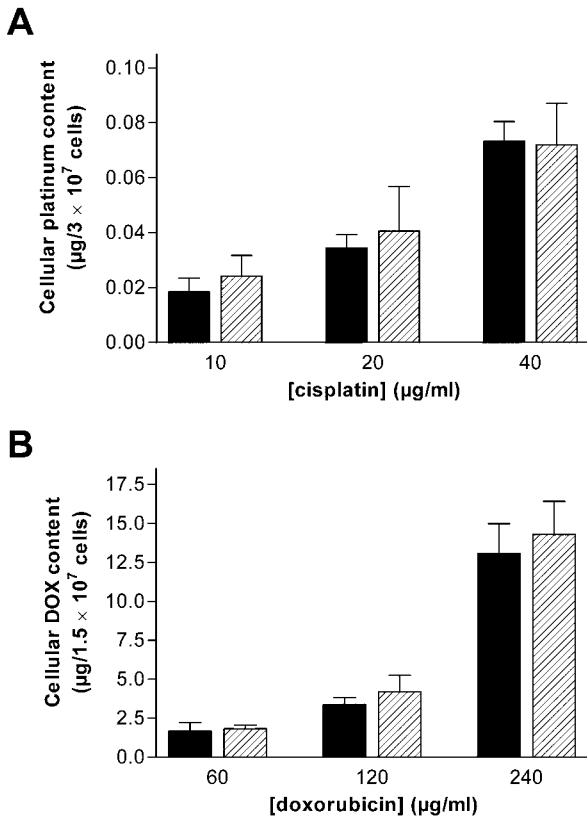 A
Cellular platinum content
(µg/3 × 10⁷ cells)
0.10
0.08
0.06
0.04
0.02
0.00
10 20 40
[cisplatin] (µg/ml)
B
Cellular DOX content
(µg/1.5 × 10⁷ cells)
17.5
15.0
12.5
10.0
7.5
5.0
2.5
0.0
60 120 240
[doxorubicin] (µg/ml)